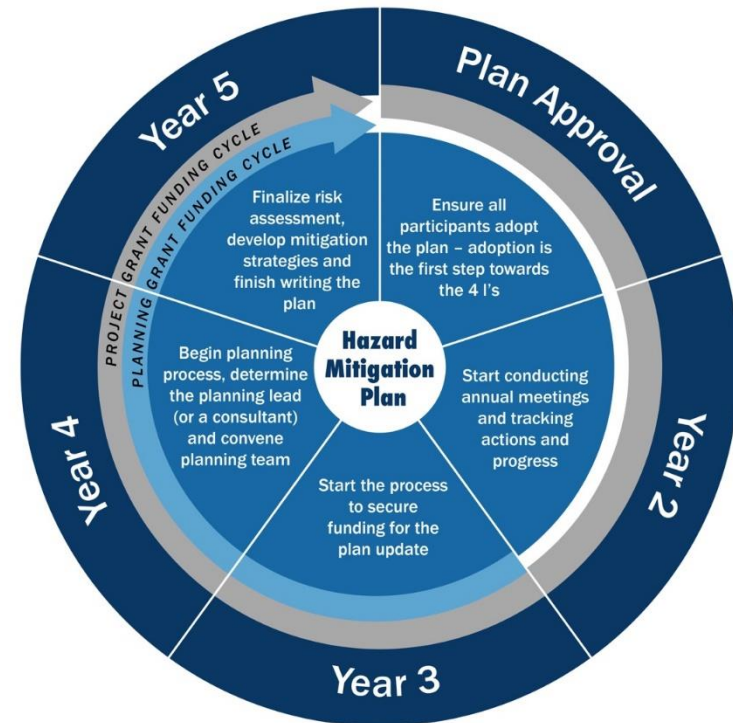 Plan Approval
Ensure all
participants adopt
the plan – adoption is
the first step towards
the 4 I's
Year 2
Start conducting
annual meetings
and tracking
actions and
progress
Year 3
Start the process
to secure
funding for the
plan update
Year 4
Begin planning
process, determine
the planning lead
(or a consultant)
and convene
planning team
Year 5
Finalize risk
assessment,
develop mitigation
strategies and
finish writing the
plan
PROJECT GRANT FUNDING CYCLE
PLANNING GRANT FUNDING CYCLE
Hazard
Mitigation
Plan